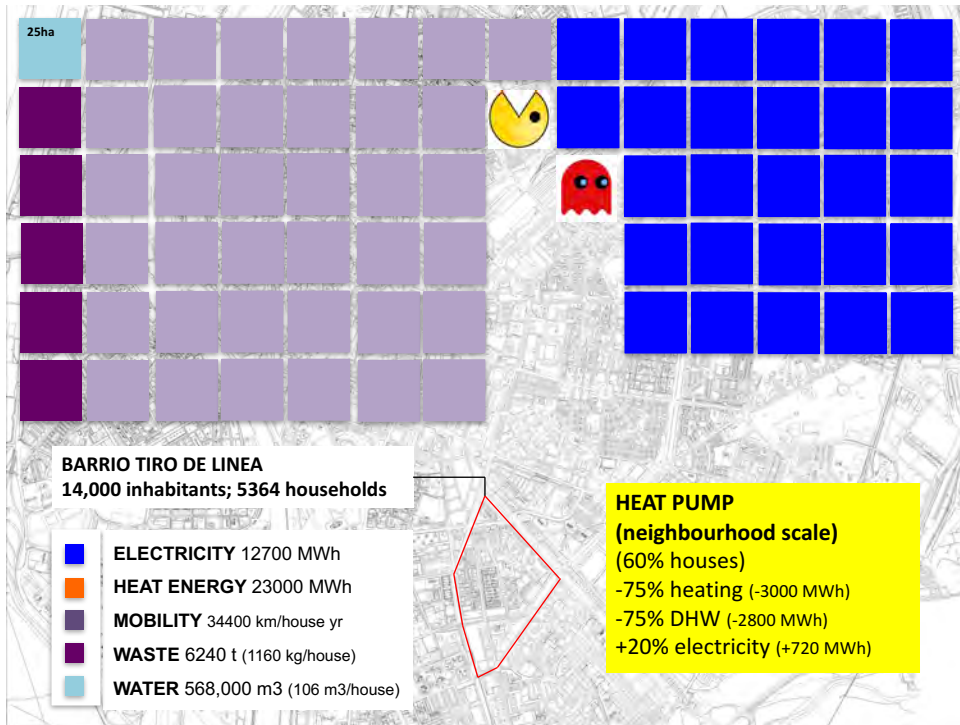 25ha
BARRIO TIRO DE LINEA
14,000 inhabitants; 5364 households
ELECTRICITY 12700 MWh
HEAT ENERGY 23000 MWh
MOBILITY 34400 km/house yr
WASTE 6240 t (1160 kg/house)
WATER 568,000 m3 (106 m3/house)
HEAT PUMP
(neighbourhood scale)
(60% houses)
-75% heating (-3000 MWh)
-75% DHW (-2800 MWh)
+20% electricity (+720 MWh)